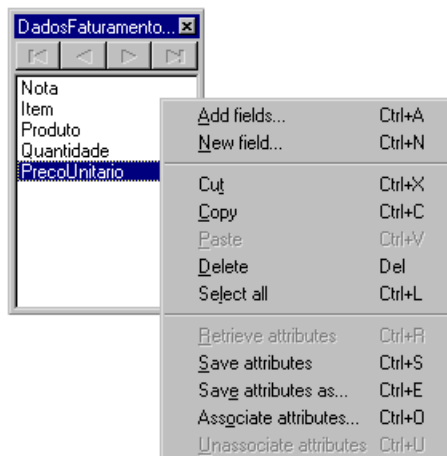 DadosFaturamento...
Nota
Item
Produto
Quantidade
PrecoUnitario
Add fields... Ctrl+A
New field... Ctrl+N
Cut Ctrl+X
Copy Ctrl+C
Paste Ctrl+V
Delete Del
Select all Ctrl+L
Retrieve attributes Ctrl+R
Save attributes Ctrl+S
Save attributes as... Ctrl+E
Associate attributes... Ctrl+O
Unassociate attributes Ctrl+U